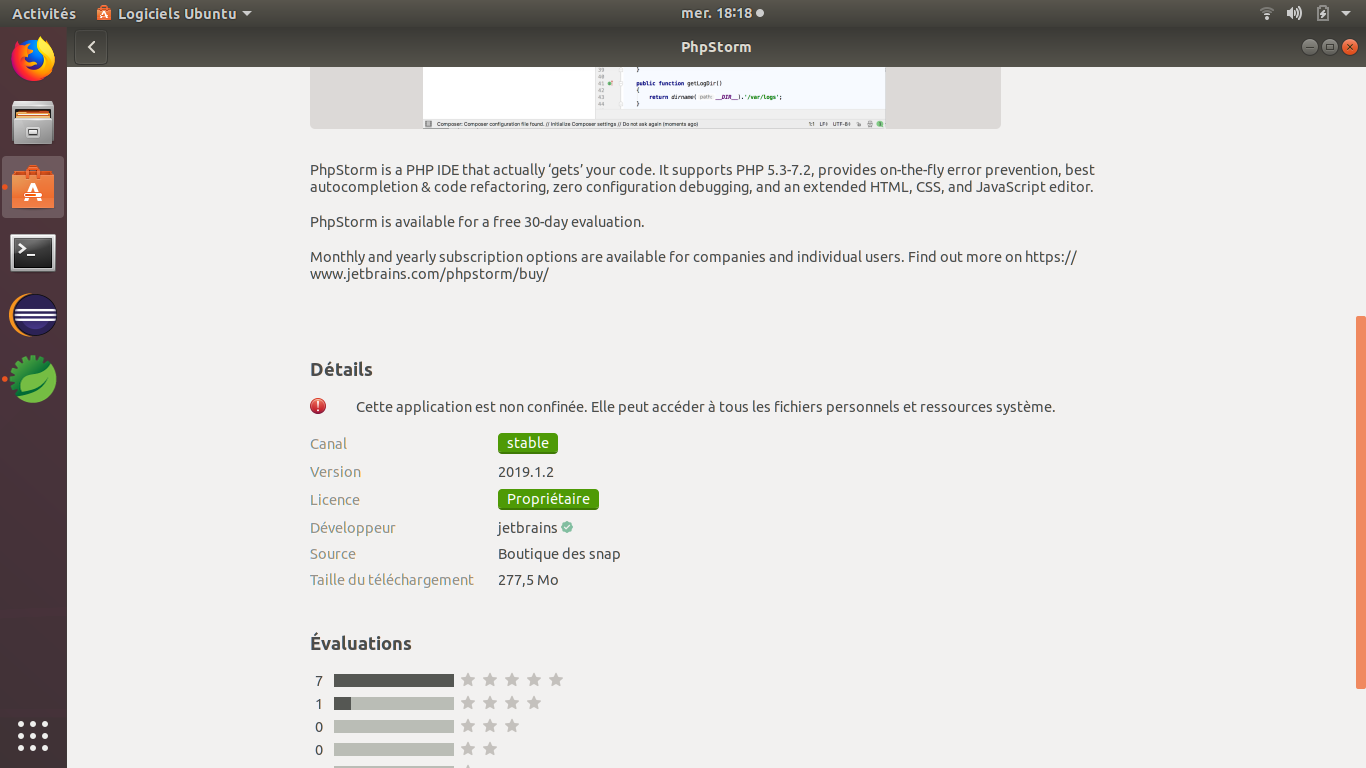 Activités Logiciels Ubuntu mer. 18:18
PhpStorm
39 }
40
41 public function getLogDir()
42 {
43 return dirname( path: __DIR__).'/var/logs';
44 }
Composer: Composer configuration file found. // Initialize Composer settings // Do not ask again (moments ago) 1:1 LF UTF-8
PhpStorm is a PHP IDE that actually ‘gets’ your code. It supports PHP 5.3-7.2, provides on-the-fly error prevention, best
autocompletion & code refactoring, zero configuration debugging, and an extended HTML, CSS, and JavaScript editor.
PhpStorm is available for a free 30-day evaluation.
Monthly and yearly subscription options are available for companies and individual users. Find out more on https://
www.jetbrains.com/phpstorm/buy/
Détails
Cette application est non confinée. Elle peut accéder à tous les fichiers personnels et ressources système.
Canal stable
Version 2019.1.2
Licence Propriétaire
Développeur jetbrains
Source Boutique des snap
Taille du téléchargement 277,5 Mo
Évaluations
7
1
0
0